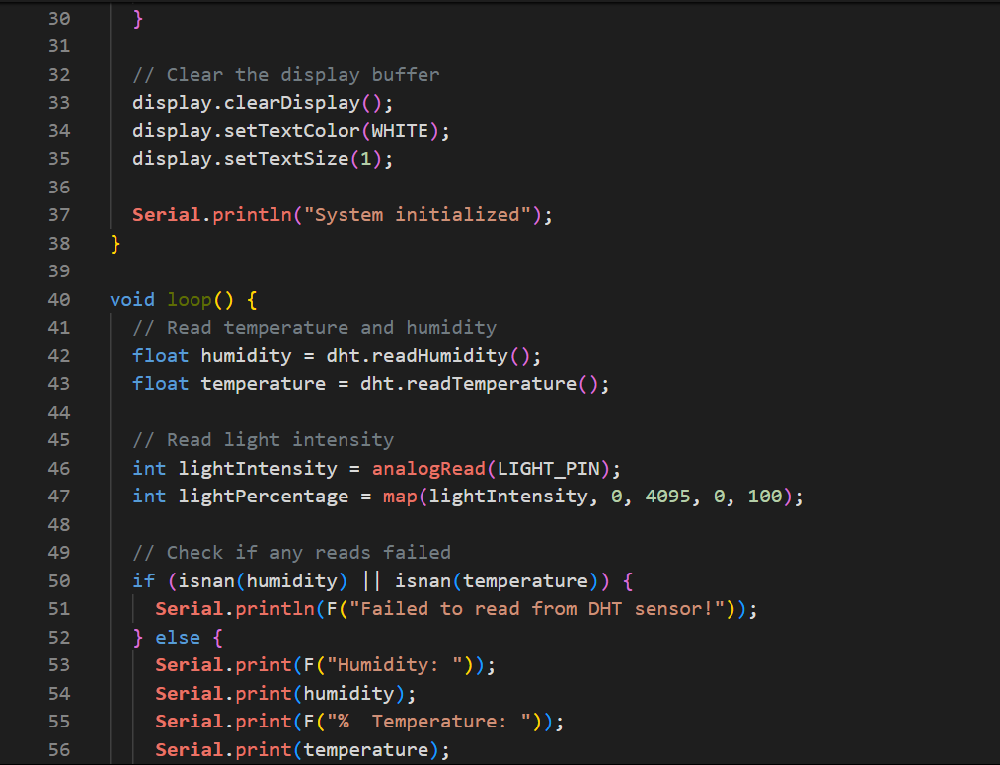 30   }
31
32   // Clear the display buffer
33   display.clearDisplay();
34   display.setTextColor(WHITE);
35   display.setTextSize(1);
36
37   Serial.println("System initialized");
38 }
39
40 void loop() {
41   // Read temperature and humidity
42   float humidity = dht.readHumidity();
43   float temperature = dht.readTemperature();
44
45   // Read light intensity
46   int lightIntensity = analogRead(LIGHT_PIN);
47   int lightPercentage = map(lightIntensity, 0, 4095, 0, 100);
48
49   // Check if any reads failed
50   if (isnan(humidity) || isnan(temperature)) {
51     Serial.println(F("Failed to read from DHT sensor!"));
52   } else {
53     Serial.print(F("Humidity: "));
54     Serial.print(humidity);
55     Serial.print(F("%  Temperature: "));
56     Serial.print(temperature);